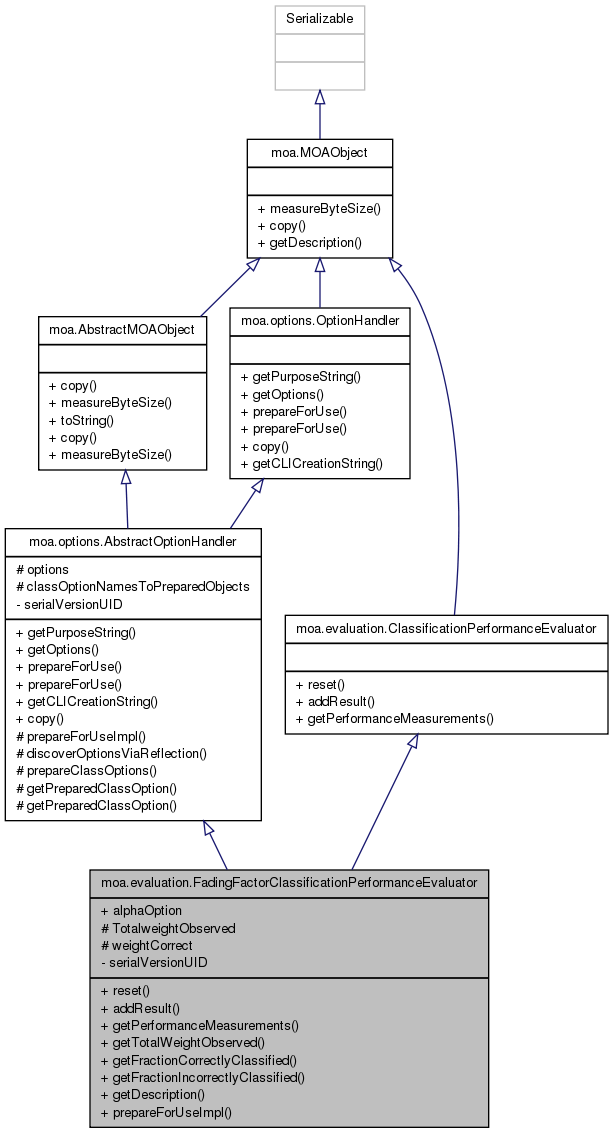 Serializable
moa.MOAObject
+ measureByteSize()
+ copy()
+ getDescription()
moa.AbstractMOAObject
+ copy()
+ measureByteSize()
+ toString()
+ copy()
+ measureByteSize()
moa.options.OptionHandler
+ getPurposeString()
+ getOptions()
+ prepareForUse()
+ prepareForUse()
+ copy()
+ getCLICreationString()
moa.options.AbstractOptionHandler
# options
# classOptionNamesToPreparedObjects
- serialVersionUID
+ getPurposeString()
+ getOptions()
+ prepareForUse()
+ prepareForUse()
+ getCLICreationString()
+ copy()
# prepareForUseImpl()
# discoverOptionsViaReflection()
# prepareClassOptions()
# getPreparedClassOption()
# getPreparedClassOption()
moa.evaluation.ClassificationPerformanceEvaluator
+ reset()
+ addResult()
+ getPerformanceMeasurements()
moa.evaluation.FadingFactorClassificationPerformanceEvaluator
+ alphaOption
# TotalweightObserved
# weightCorrect
- serialVersionUID
+ reset()
+ addResult()
+ getPerformanceMeasurements()
+ getTotalWeightObserved()
+ getFractionCorrectlyClassified()
+ getFractionIncorrectlyClassified()
+ getDescription()
+ prepareForUseImpl()